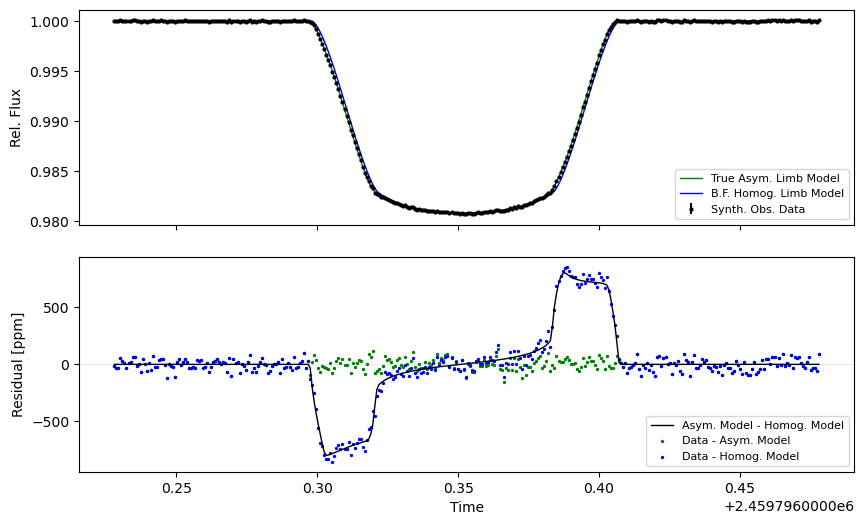 1.000
0.995
0.990
0.985
0.980
Rel. Flux
True Asym. Limb Model
B.F. Homog. Limb Model
Synth. Obs. Data
500
0
−500
Residual [ppm]
Asym. Model - Homog. Model
Data - Asym. Model
Data - Homog. Model
0.25
0.30
0.35
0.40
0.45
Time
+2.4597960000e6